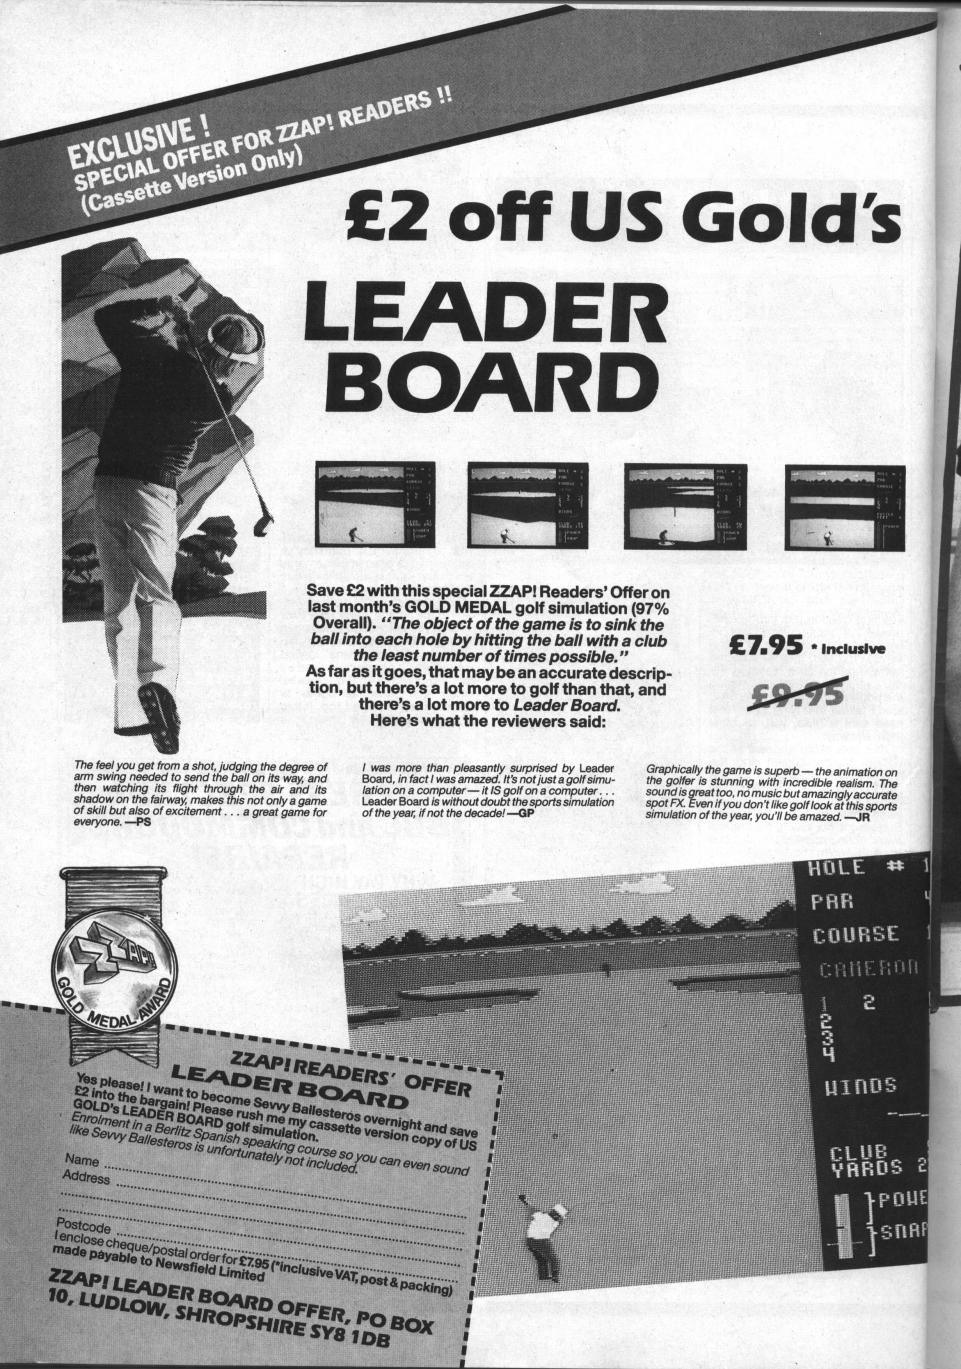 EXCLUSIVE !
SPECIAL OFFER FOR ZZAP! READERS !!
(Cassette Version Only)
£2 off US Gold's
LEADER
BOARD
Save £2 with this special ZZAP! Readers' Offer on
last month's GOLD MEDAL golf simulation (97%
Overall). "The object of the game is to sink the
ball into each hole by hitting the ball with a club
the least number of times possible."
As far as it goes, that may be an accurate descrip-
tion, but there's a lot more to golf than that, and
there's a lot more to Leader Board.
Here's what the reviewers said:
£7.95 * Inclusive
£9.95
The feel you get from a shot, judging the degree of
arm swing needed to send the ball on its way, and
then watching its flight through the air and its
shadow on the fairway, makes this not only a game
of skill but also of excitement . . . a great game for
everyone. —PS
I was more than pleasantly surprised by Leader
Board, in fact I was amazed. It's not just a golf simu-
lation on a computer — it IS golf on a computer . . .
Leader Board is without doubt the sports simulation
of the year, if not the decade! —GP
Graphically the game is superb — the animation on
the golfer is stunning with incredible realism. The
sound is great too, no music but amazingly accurate
spot FX. Even if you don't like golf look at this sports
simulation of the year, you'll be amazed. —JR
ZZAP!
GOLD MEDAL AWARD
HOLE # 1
PAR 4
COURSE 1
CAMERON
1 2
2
3
4
WINDS
CLUB
YARDS 2
POWE
SNAP
ZZAP! READERS' OFFER
LEADER BOARD
Yes please! I want to become Sevvy Ballesteros overnight and save
£2 into the bargain! Please rush me my cassette version copy of US
GOLD's LEADER BOARD golf simulation.
Enrolment in a Berlitz Spanish speaking course so you can even sound
like Sevvy Ballesteros is unfortunately not included.
Name
Address
Postcode
I enclose cheque/postal order for £7.95 (*inclusive VAT, post & packing)
made payable to Newsfield Limited
ZZAP! LEADER BOARD OFFER, PO BOX
10, LUDLOW, SHROPSHIRE SY8 1DB